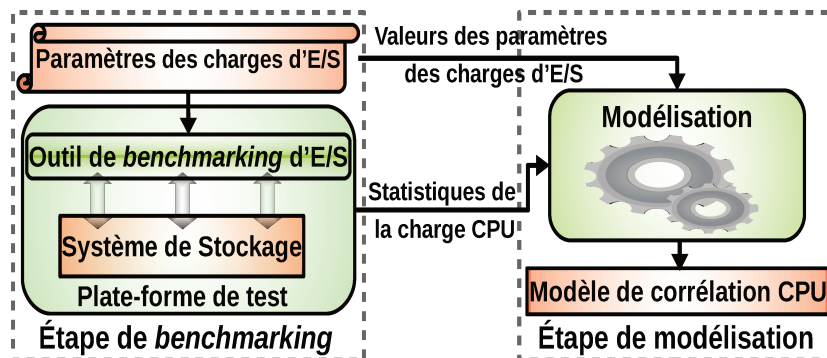 Paramètres des charges d'E/S
Outil de benchmarking d'E/S
Système de Stockage
Plate-forme de test
Étape de benchmarking
Valeurs des paramètres
des charges d'E/S
Statistiques de
la charge CPU
Modélisation
Modèle de corrélation CPU
Étape de modélisation